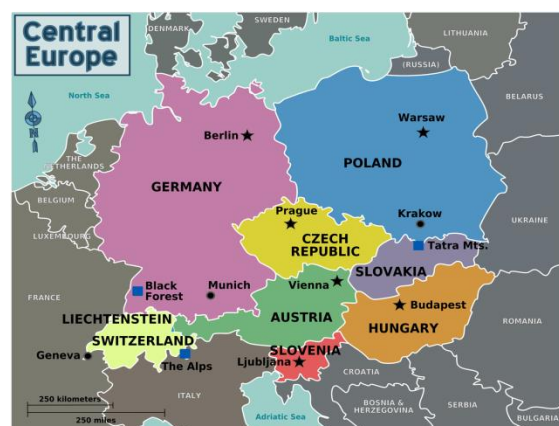 Central
Europe
DENMARK
SWEDEN
Baltic Sea
LITHUANIA
(RUSSIA)
North Sea
BELARUS
Berlin
Warsaw
THE
NETHERLANDS
GERMANY
POLAND
BELGIUM
Prague
Krakow
UKRAINE
LUXEMBOURG
CZECH
REPUBLIC
Tatra Mts.
SLOVAKIA
Black
Forest
Munich
Vienna
FRANCE
Budapest
LIECHTENSTEIN
AUSTRIA
ROMANIA
SWITZERLAND
HUNGARY
Geneva
The Alps
SLOVENIA
Ljubljana
CROATIA
ITALY
250 kilometers
250 miles
Adriatic Sea
BOSNIA &
HERZEGOVINA
SERBIA
BULGARIA